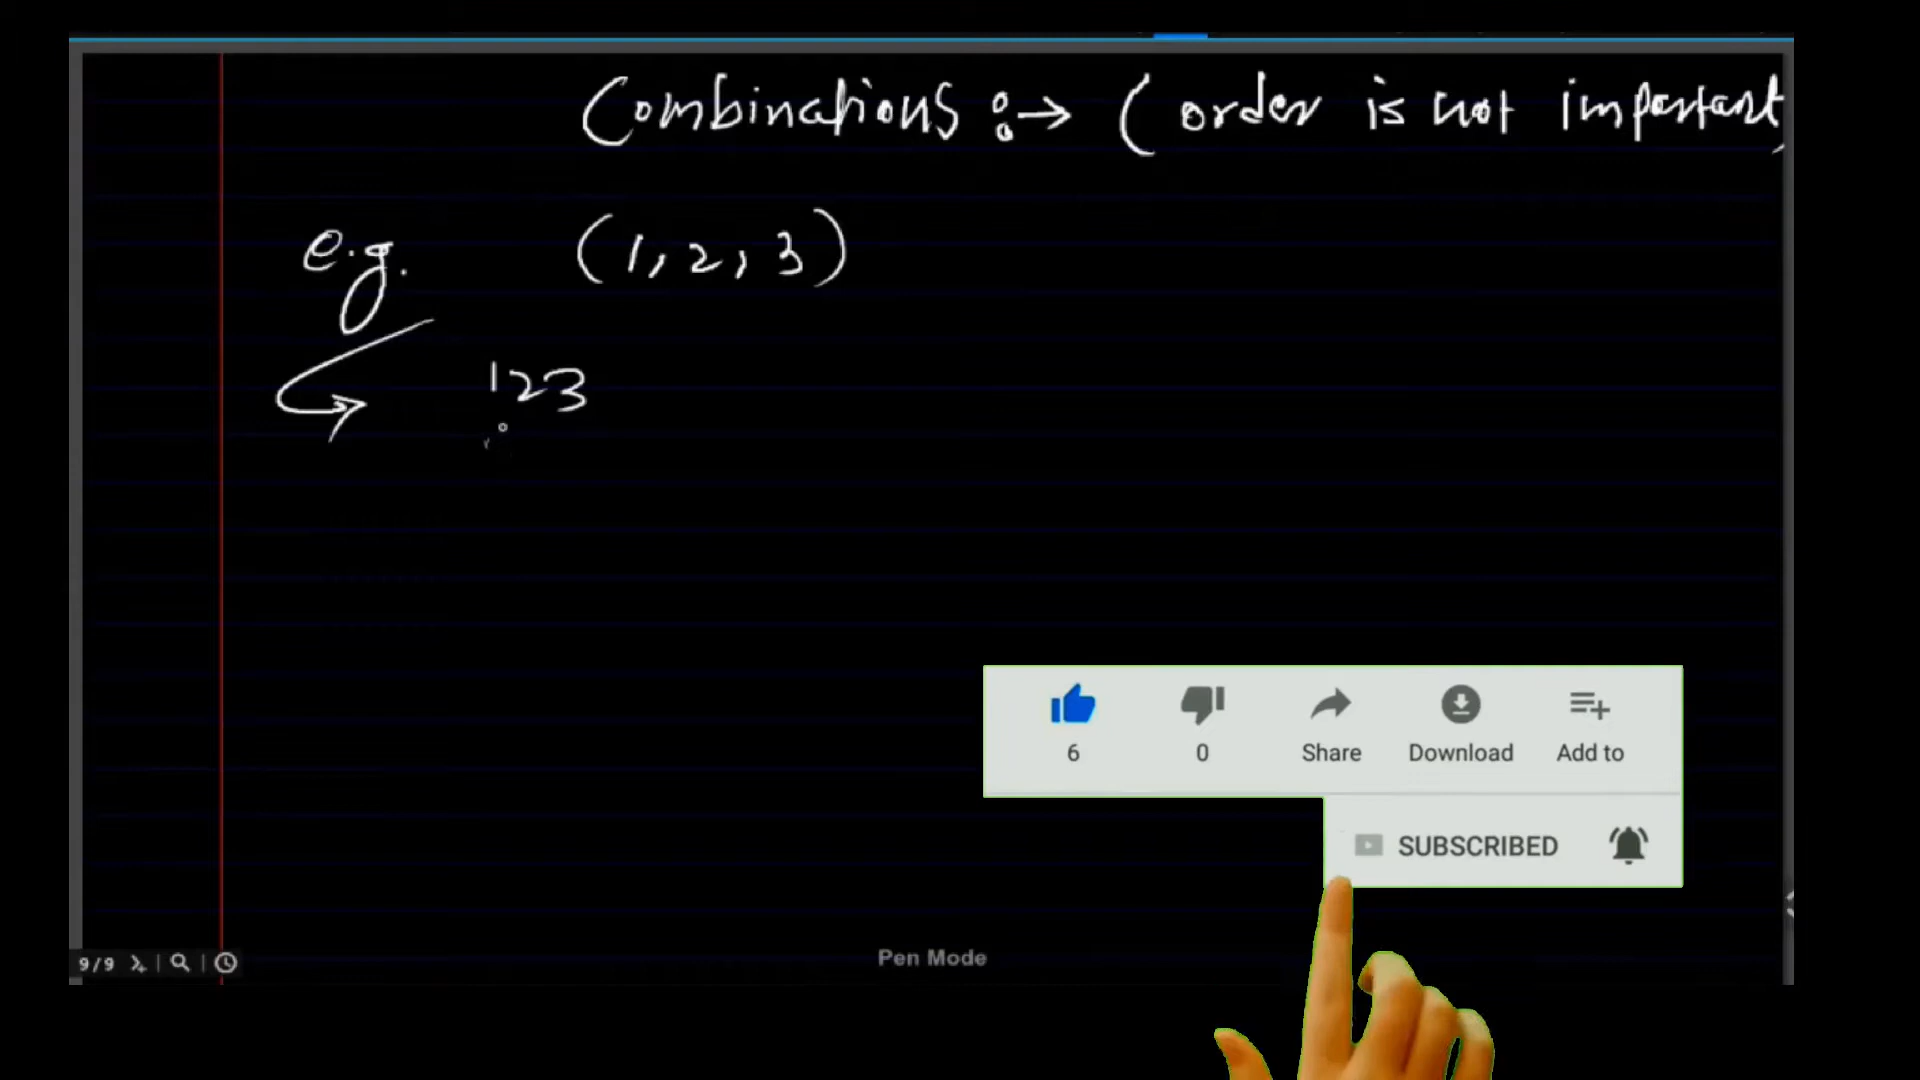 Combinations :→ (order is not important)
e.g. (1, 2, 3)
123
6 0 Share Download Add to
SUBSCRIBED
9/9
Pen Mode